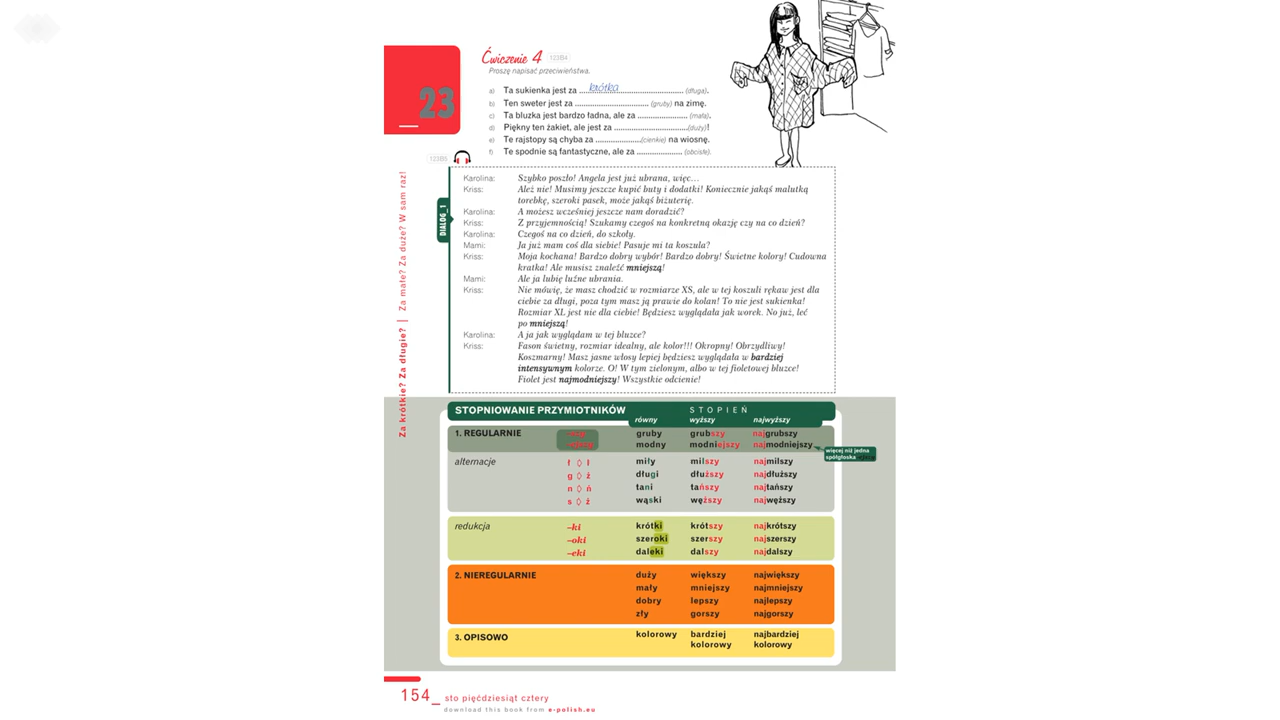 23
Ćwiczenie 4 123B4
Proszę napisać przeciwieństwa.
a) Ta sukienka jest za ...krótka... (długa).
b) Ten sweter jest za ... (gruby) na zimę.
c) Ta bluzka jest bardzo ładna, ale za ... (mała).
d) Piękny ten żakiet, ale jest za ... (duży)!
e) Te rajstopy są chyba za ... (cienkie) na wiosnę.
f) Te spodnie są fantastyczne, ale za ... (obcisłe).
123B5
Za krótkie? Za długie? | Za małe? Za duże? W sam raz!
DIALOG_1
Karolina: Szybko poszło! Angela jest już ubrana, więc…
Kriss: Ależ nie! Musimy jeszcze kupić buty i dodatki! Koniecznie jakąś malutką
torebkę, szeroki pasek, może jakąś biżuterię.
Karolina: A możesz wcześniej jeszcze nam doradzić?
Kriss: Z przyjemnością! Szukamy czegoś na konkretną okazję czy na co dzień?
Karolina: Czegoś na co dzień, do szkoły.
Mami: Ja już mam coś dla siebie! Pasuje mi ta koszula?
Kriss: Moja kochana! Bardzo dobry wybór! Bardzo dobry! Świetne kolory! Cudowna
kratka! Ale musisz znaleźć mniejszą!
Mami: Ale ja lubię luźne ubrania.
Kriss: Nie mówię, że masz chodzić w rozmiarze XS, ale w tej koszuli rękaw jest dla
ciebie za długi, poza tym masz ją prawie do kolan! To nie jest sukienka!
Rozmiar XL jest nie dla ciebie! Będziesz wyglądała jak worek. No już, leć
po mniejszą!
Karolina: A ja jak wyglądam w tej bluzce?
Kriss: Fason świetny, rozmiar idealny, ale kolor!!! Okropny! Obrzydliwy!
Koszmarny! Masz jasne włosy lepiej będziesz wyglądała w bardziej
intensywnym kolorze. O! W tym zielonym, albo w tej fioletowej bluzce!
Fiolet jest najmodniejszy! Wszystkie odcienie!
STOPNIOWANIE PRZYMIOTNIKÓW STOPIEŃ
równy wyższy najwyższy
1. REGULARNIE gruby grubszy najgrubszy
modny modniejszy najmodniejszy
więcej niż jedna
spółgłoska
alternacje ł ◊ l miły milszy najmilszy
g ◊ ż długi dłuższy najdłuższy
n ◊ ń tani tańszy najtańszy
s ◊ ż wąski węższy najwęższy
redukcja –ki krótki krótszy najkrótszy
–oki szeroki szerszy najszerszy
–eki daleki dalszy najdalszy
2. NIEREGULARNIE duży większy największy
mały mniejszy najmniejszy
dobry lepszy najlepszy
zły gorszy najgorszy
3. OPISOWO kolorowy bardziej najbardziej
kolorowy kolorowy
154_ sto pięćdziesiąt cztery
download this book from e-polish.eu